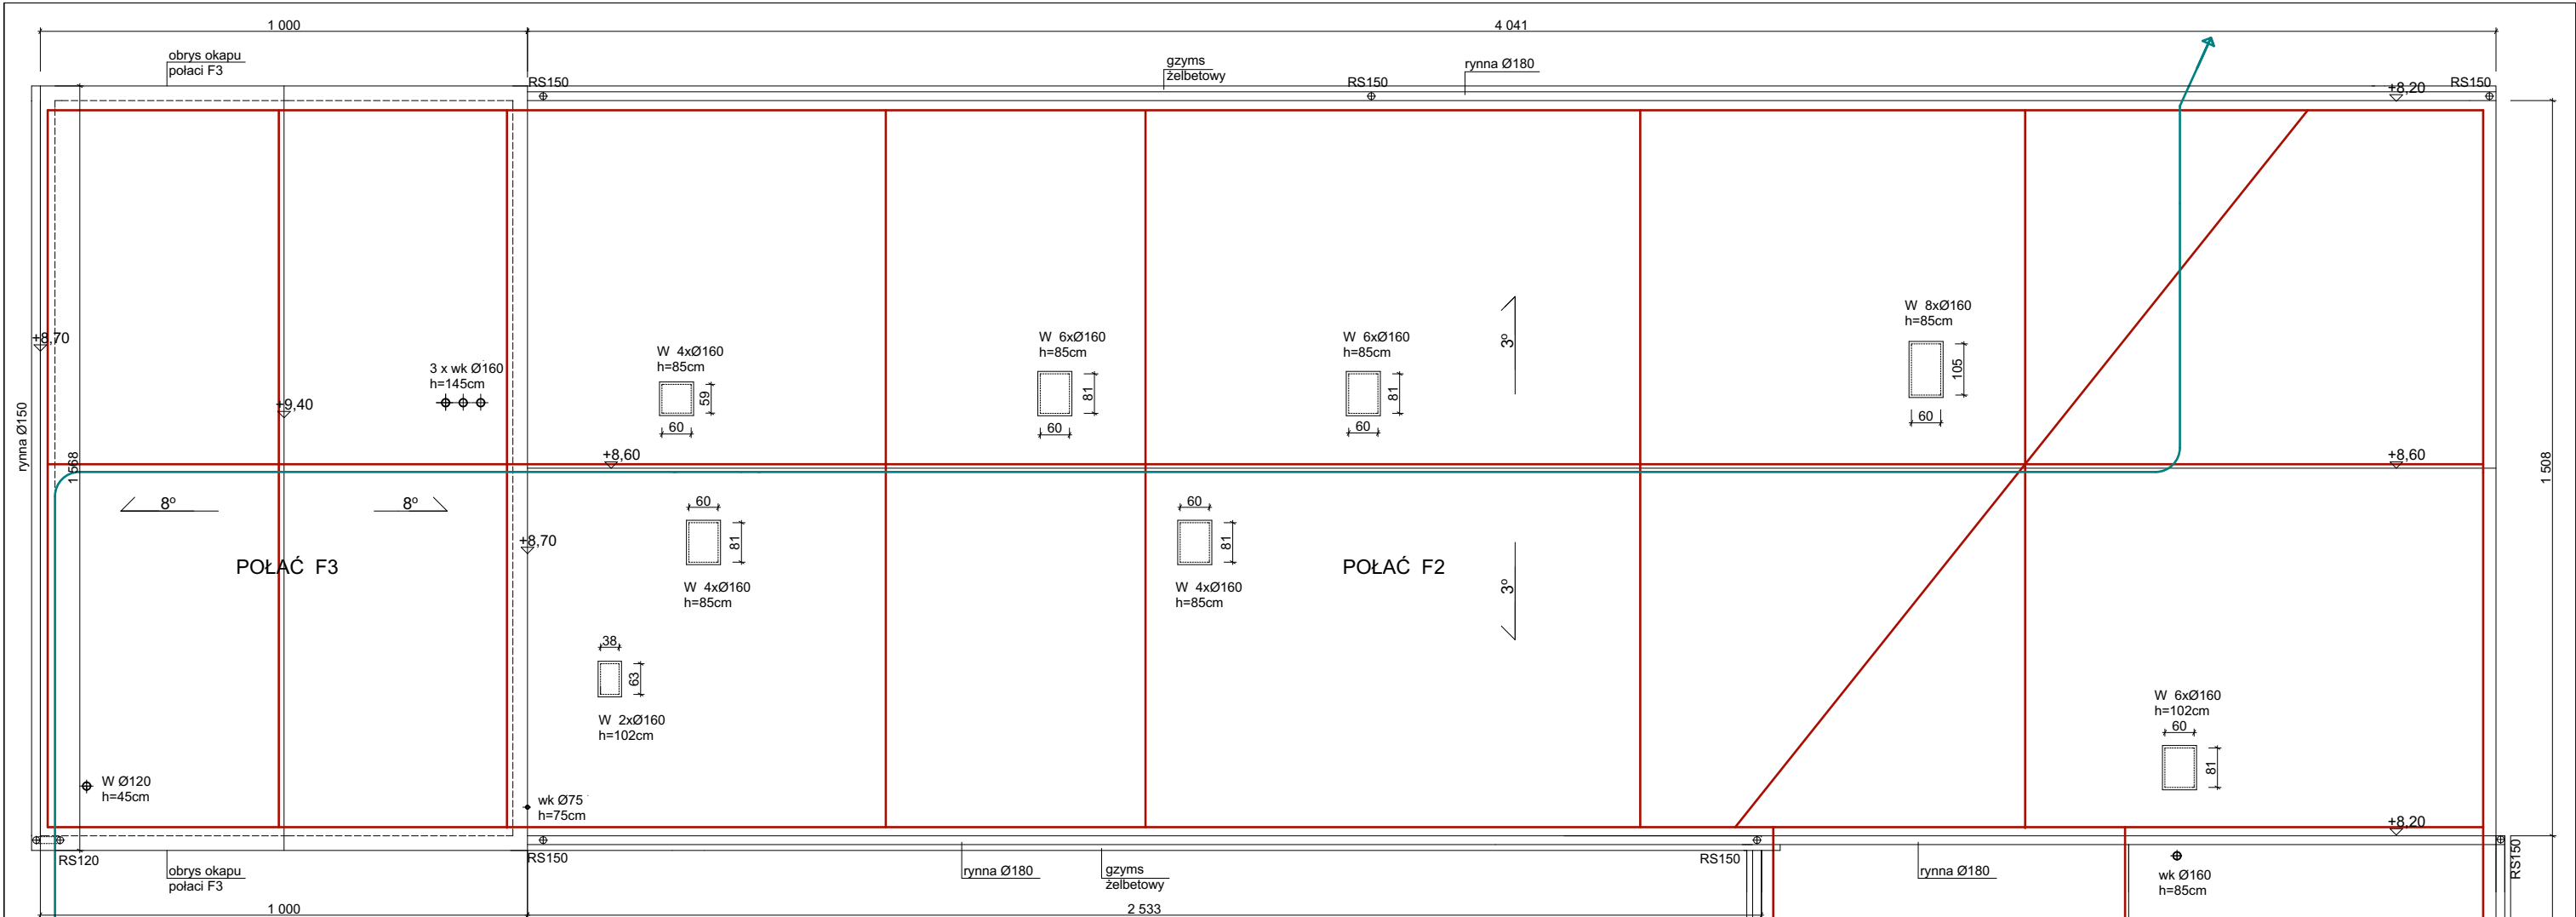 1 000
4 041
obrys okapu
połaci F3
gzyms
żelbetowy
rynna Ø180
RS150
RS150
RS150
+8,20
+8,70
rynna Ø150
1 568
+9,40
3 x wk Ø160
h=145cm
W 4xØ160
h=85cm
59
60
W 6xØ160
h=85cm
81
60
W 6xØ160
h=85cm
81
60
3º
W 8xØ160
h=85cm
105
60
+8,60
+8,60
1 508
8º
8º
+8,70
POŁAĆ F3
60
81
W 4xØ160
h=85cm
60
81
W 4xØ160
h=85cm
POŁAĆ F2
3º
38
63
W 2xØ160
h=102cm
W 6xØ160
h=102cm
60
81
W Ø120
h=45cm
wk Ø75
h=75cm
+8,20
RS120
RS150
RS150
RS150
obrys okapu
połaci F3
rynna Ø180
gzyms
żelbetowy
rynna Ø180
wk Ø160
h=85cm
1 000
2 533